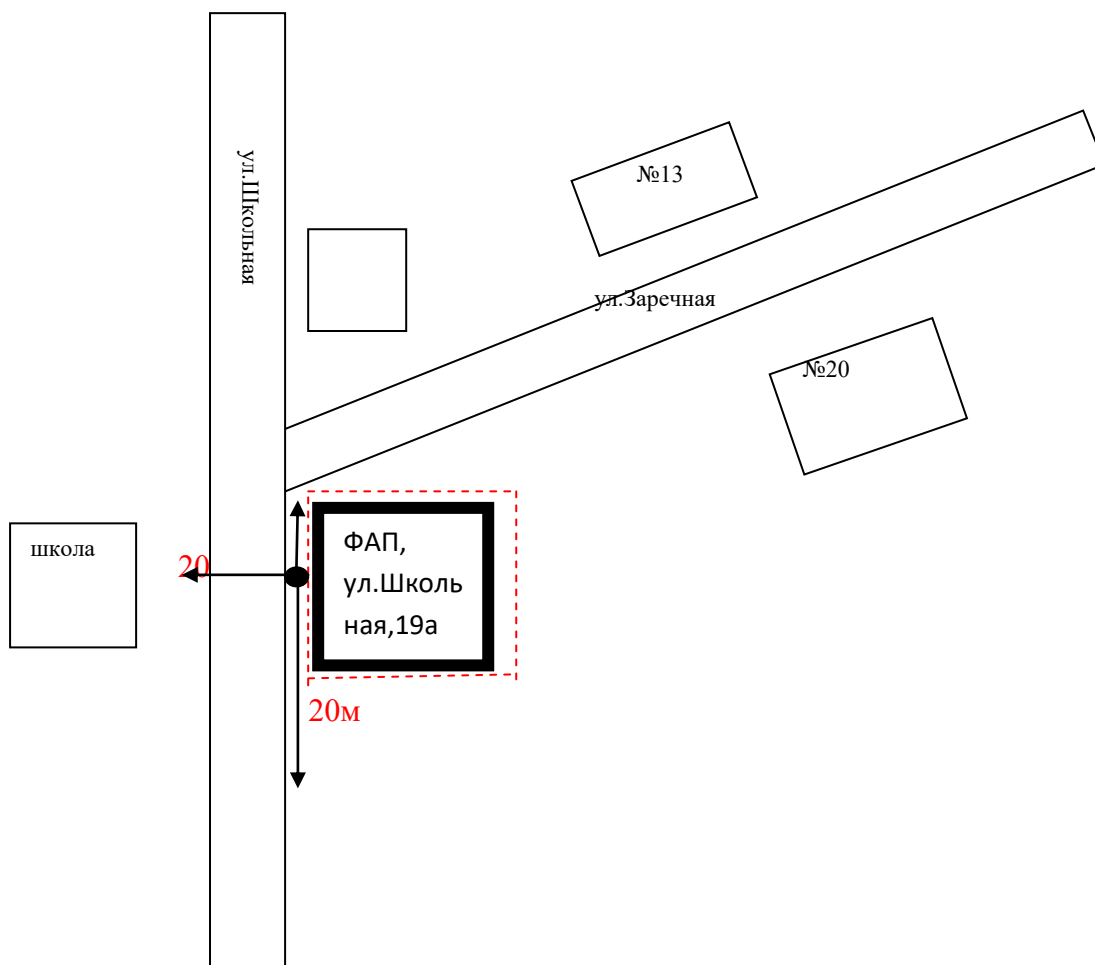 ул.Школьная
№13
ул.Заречная
№20
школа
20
ФАП,
ул.Школь
ная,19а
20м